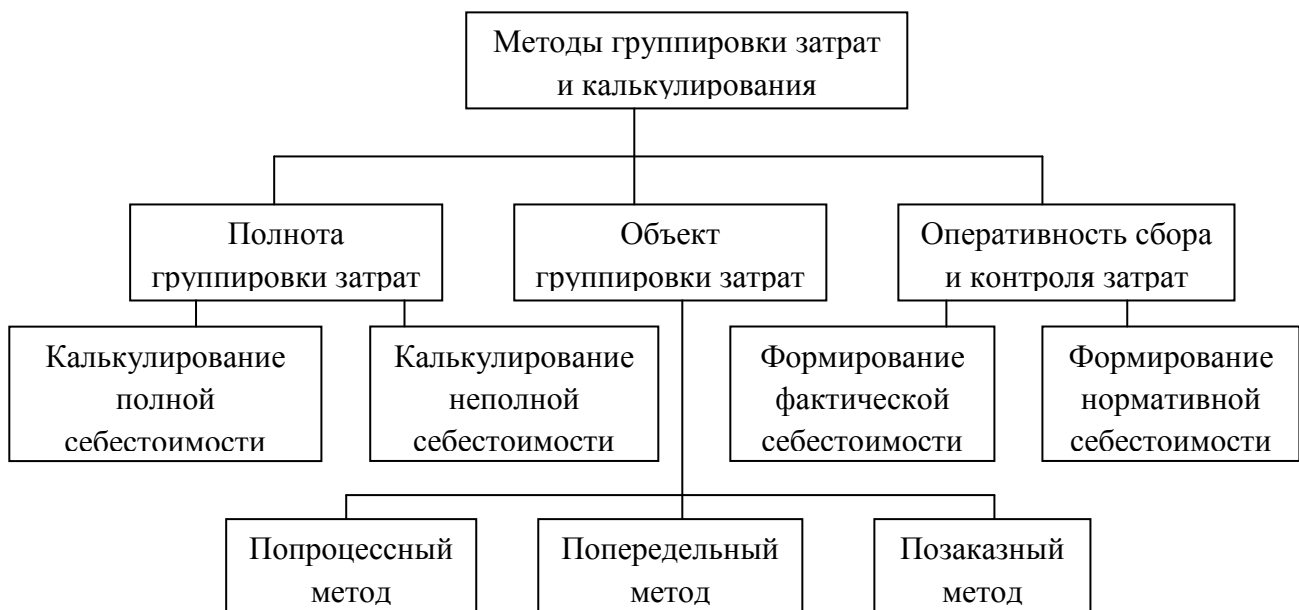 Методы группировки затрат
и калькулирования
Полнота
группировки затрат
Объект
группировки затрат
Оперативность сбора
и контроля затрат
Калькулирование
полной
себестоимости
Калькулирование
неполной
себестоимости
Формирование
фактической
себестоимости
Формирование
нормативной
себестоимости
Попроцессный
метод
Попередельный
метод
Позаказный
метод